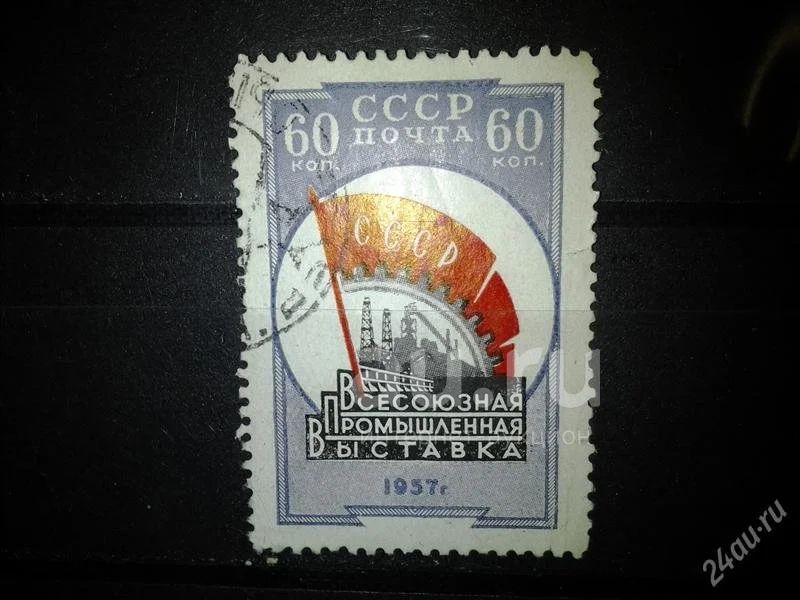 СССР
ПОЧТА
60 КОП.
60 КОП.
СССР
ВСЕСОЮЗНАЯ
ПРОМЫШЛЕННАЯ
ВЫСТАВКА
1957г
24au.ru